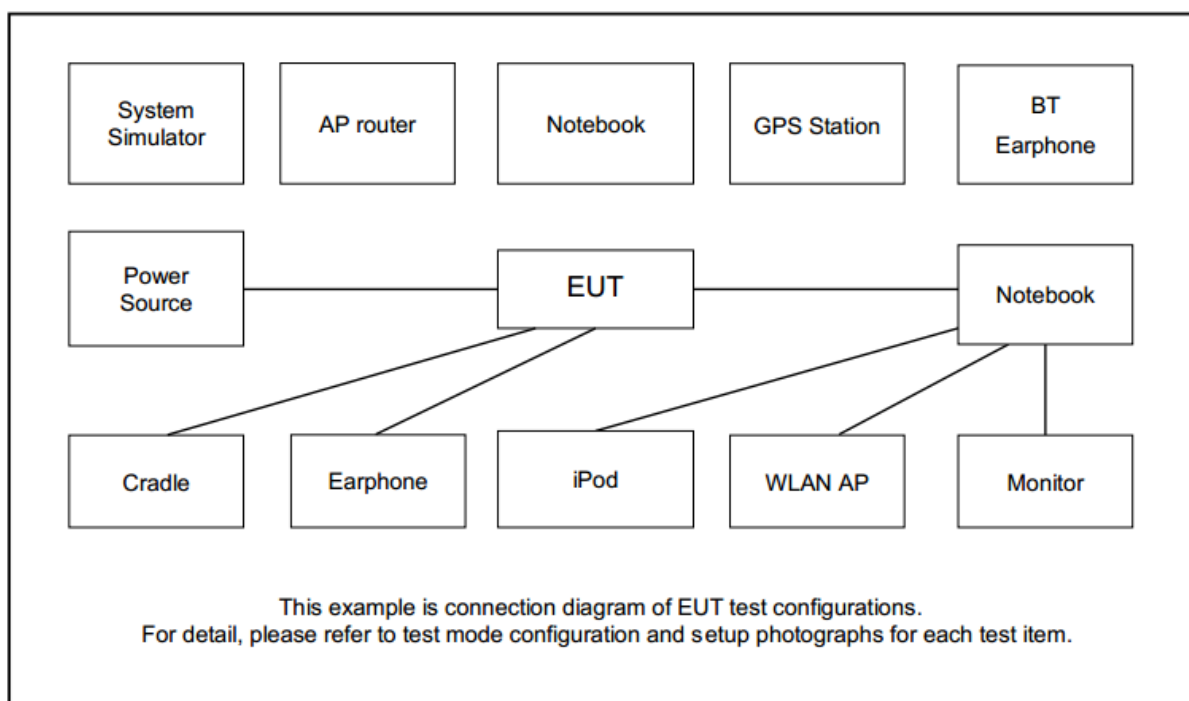 System
Simulator
AP router
Notebook
GPS Station
BT
Earphone
Power
Source
EUT
Notebook
Cradle
Earphone
iPod
WLAN AP
Monitor
This example is connection diagram of EUT test configurations.
For detail, please refer to test mode configuration and setup photographs for each test item.